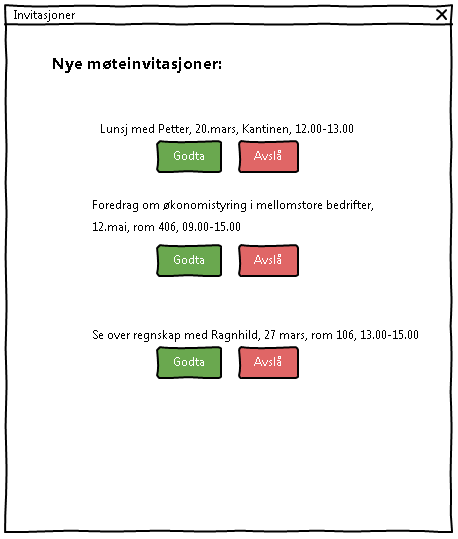 Invitasjoner
Nye møteinvitasjoner:
Lunsj med Petter, 20.mars, Kantinen, 12.00-13.00
Godta Avslå
Foredrag om økonomistyring i mellomstore bedrifter,
12.mai, rom 406, 09.00-15.00
Godta Avslå
Se over regnskap med Ragnhild, 27 mars, rom 106, 13.00-15.00
Godta Avslå